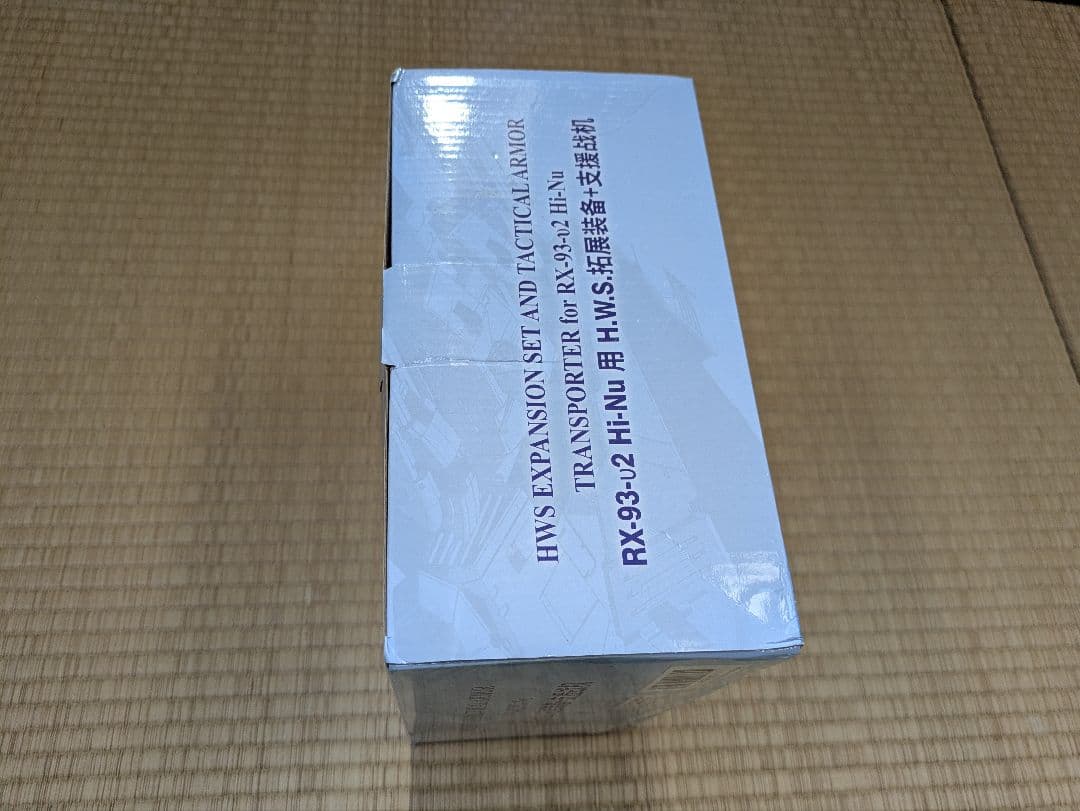 HWS EXPANSION SET AND TACTICAL ARMOR
TRANSPORTER for RX-93-υ2 Hi-Nu
RX-93-υ2 Hi-Nu 用 H.W.S.拓展装备+支援战机